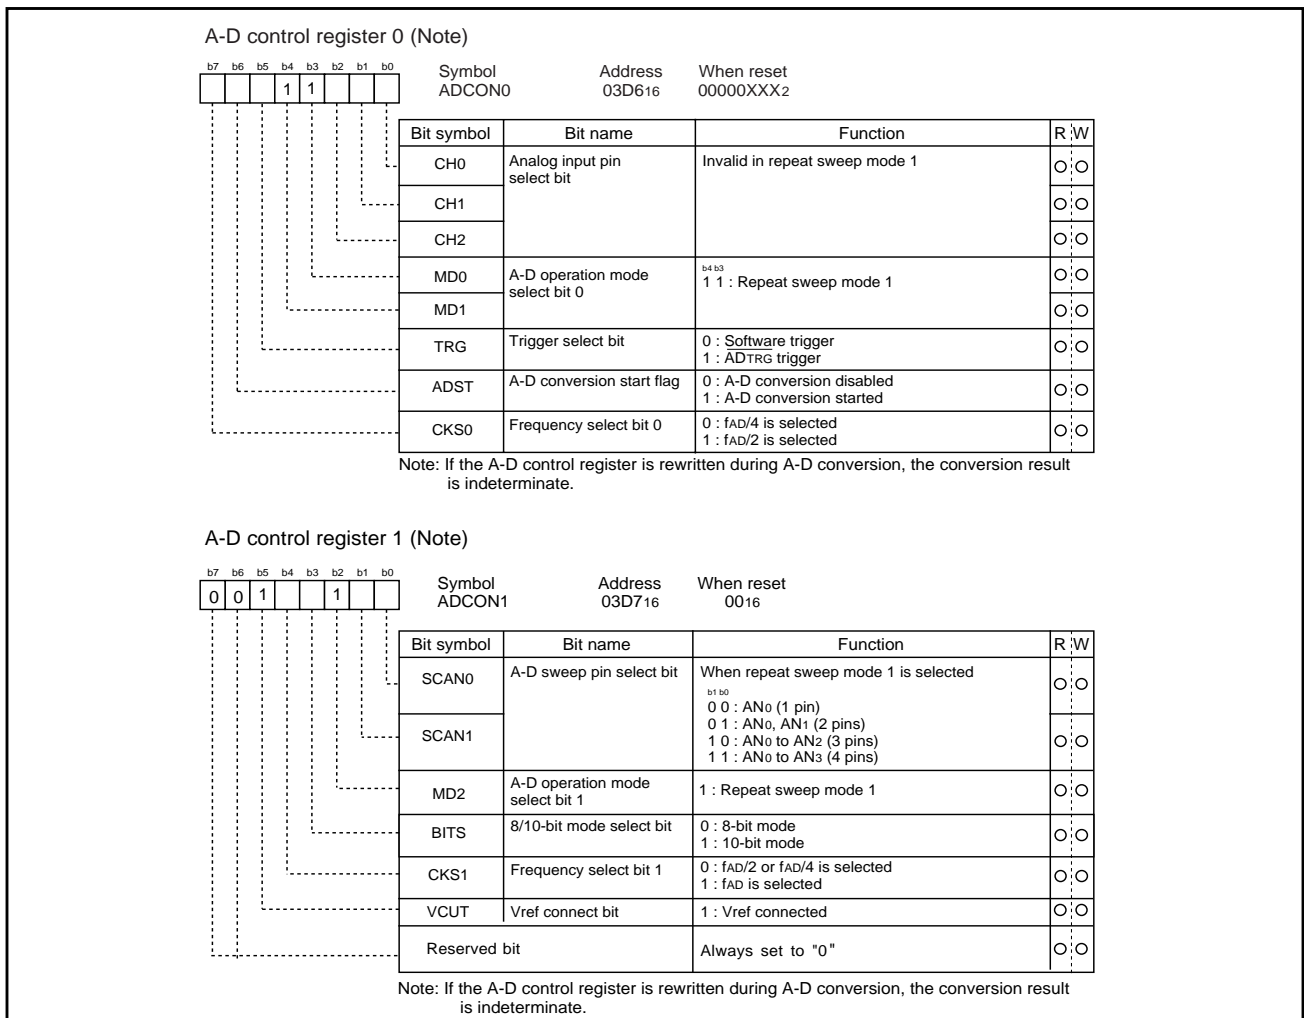 A-D control register 0 (Note)
b7 b6 b5 b4 b3 b2 b1 b0
1 1
Symbol Address When reset
ADCON0 03D616 00000XXX2
Bit symbol Bit name Function R W
CH0 Analog input pin select bit Invalid in repeat sweep mode 1
CH1
CH2
MD0 A-D operation mode select bit 0 b4 b3
1 1 : Repeat sweep mode 1
MD1
TRG Trigger select bit 0 : Software trigger
1 : ADTRG trigger
ADST A-D conversion start flag 0 : A-D conversion disabled
1 : A-D conversion started
CKS0 Frequency select bit 0 0 : fAD/4 is selected
1 : fAD/2 is selected
Note: If the A-D control register is rewritten during A-D conversion, the conversion result
is indeterminate.
A-D control register 1 (Note)
b7 b6 b5 b4 b3 b2 b1 b0
0 0 1 1
Symbol Address When reset
ADCON1 03D716 0016
Bit symbol Bit name Function R W
SCAN0 A-D sweep pin select bit When repeat sweep mode 1 is selected
b1 b0
0 0 : AN0 (1 pin)
0 1 : AN0, AN1 (2 pins)
SCAN1 1 0 : AN0 to AN2 (3 pins)
1 1 : AN0 to AN3 (4 pins)
MD2 A-D operation mode select bit 1 1 : Repeat sweep mode 1
BITS 8/10-bit mode select bit 0 : 8-bit mode
1 : 10-bit mode
CKS1 Frequency select bit 1 0 : fAD/2 or fAD/4 is selected
1 : fAD is selected
VCUT Vref connect bit 1 : Vref connected
Reserved bit Always set to "0"
Note: If the A-D control register is rewritten during A-D conversion, the conversion result
is indeterminate.